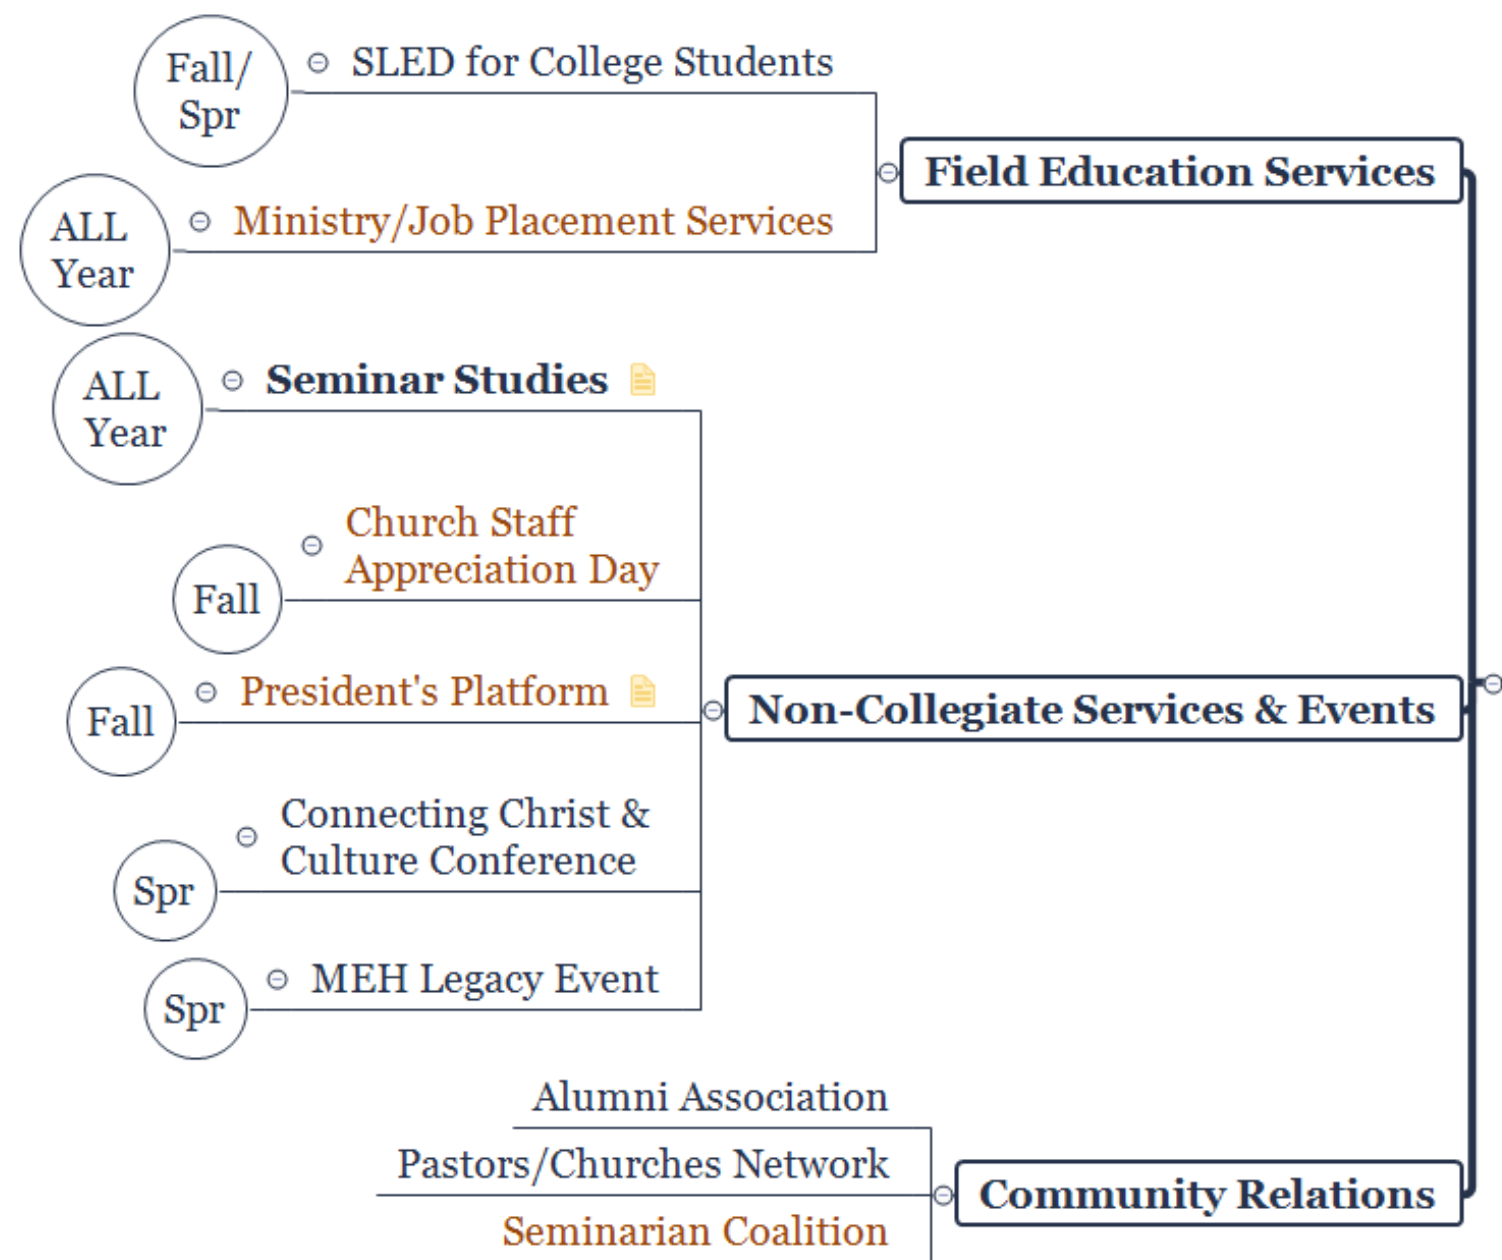 Fall/
Spr
SLED for College Students
Field Education Services
ALL
Year
Ministry/Job Placement Services
ALL
Year
Seminar Studies
Church Staff
Appreciation Day
Fall
President's Platform
Fall
Non-Collegiate Services & Events
Connecting Christ &
Culture Conference
Spr
MEH Legacy Event
Spr
Alumni Association
Pastors/Churches Network
Community Relations
Seminarian Coalition